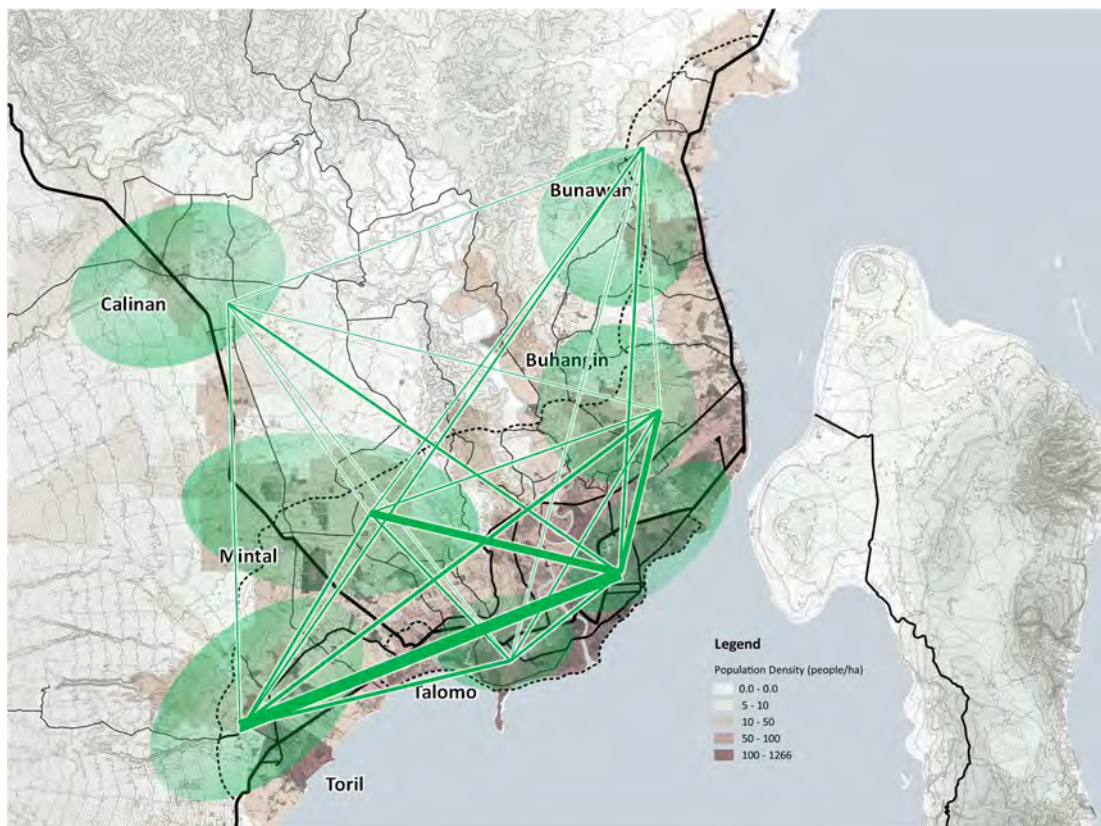 Bunawan
Calinan
Buhangin
Mintal
Talomo
Toril
Legend
Population Density (people/ha)
0.0 - 0.0
5 - 10
10 - 50
50 - 100
100 - 1266